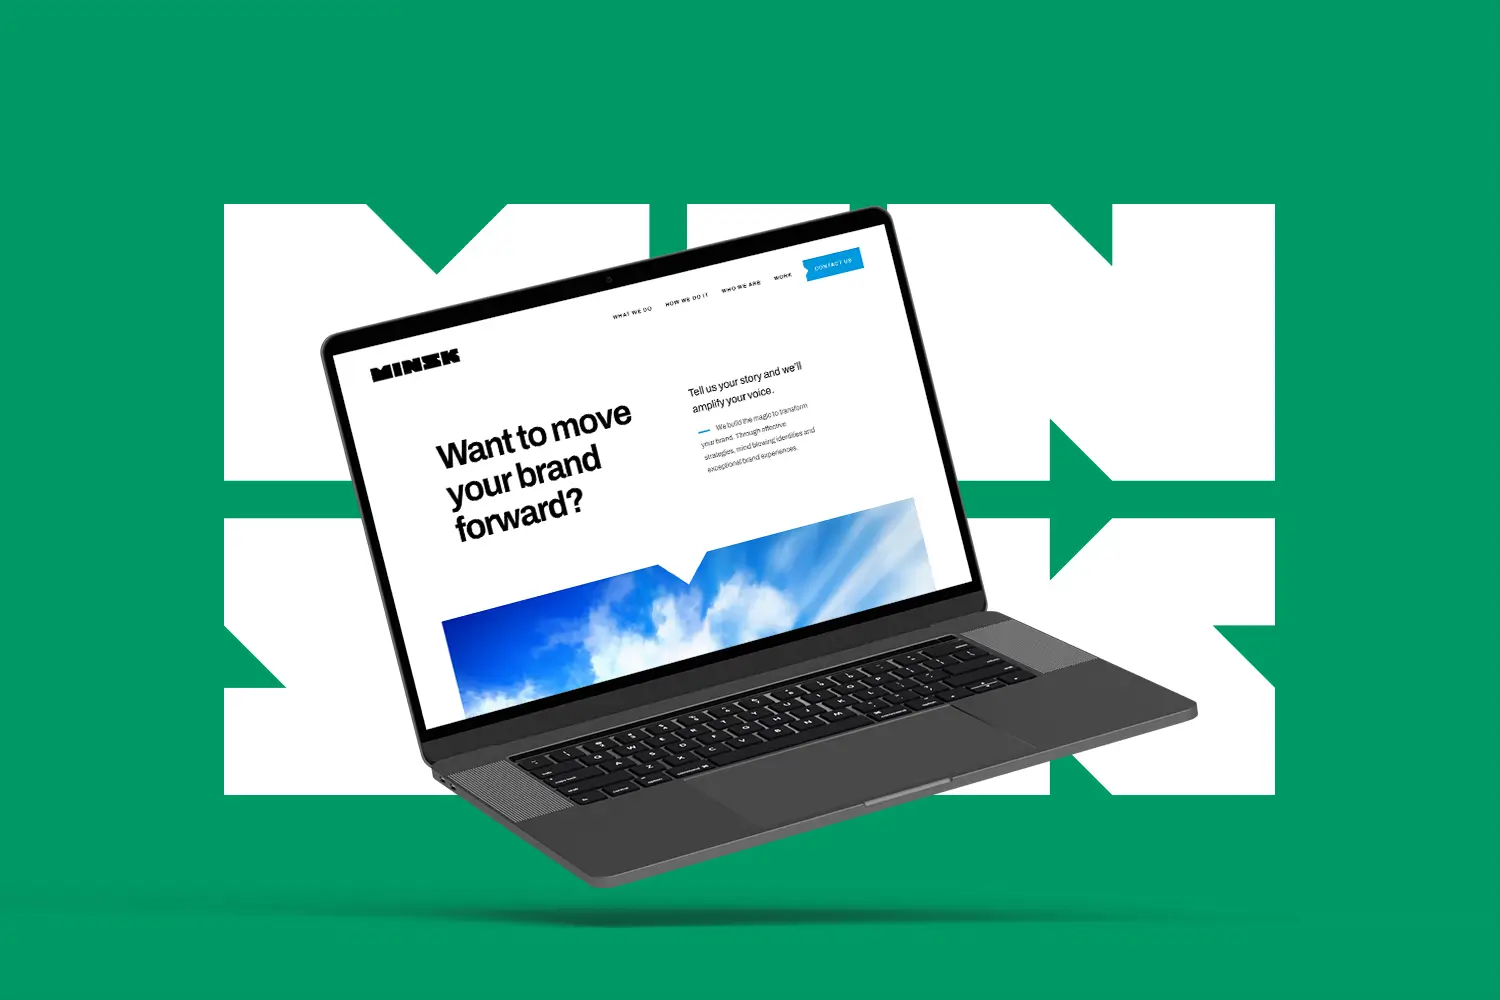 MIN
SK
WHAT WE DO HOW WE DO IT WHO WE ARE WORK CONTACT US
MINSK
Want to move
your brand
forward?
Tell us your story and we'll
amplify your voice.
We build the magic to transform
your brand. Through effective
strategies, mind blowing identities and
exceptional brand experiences.